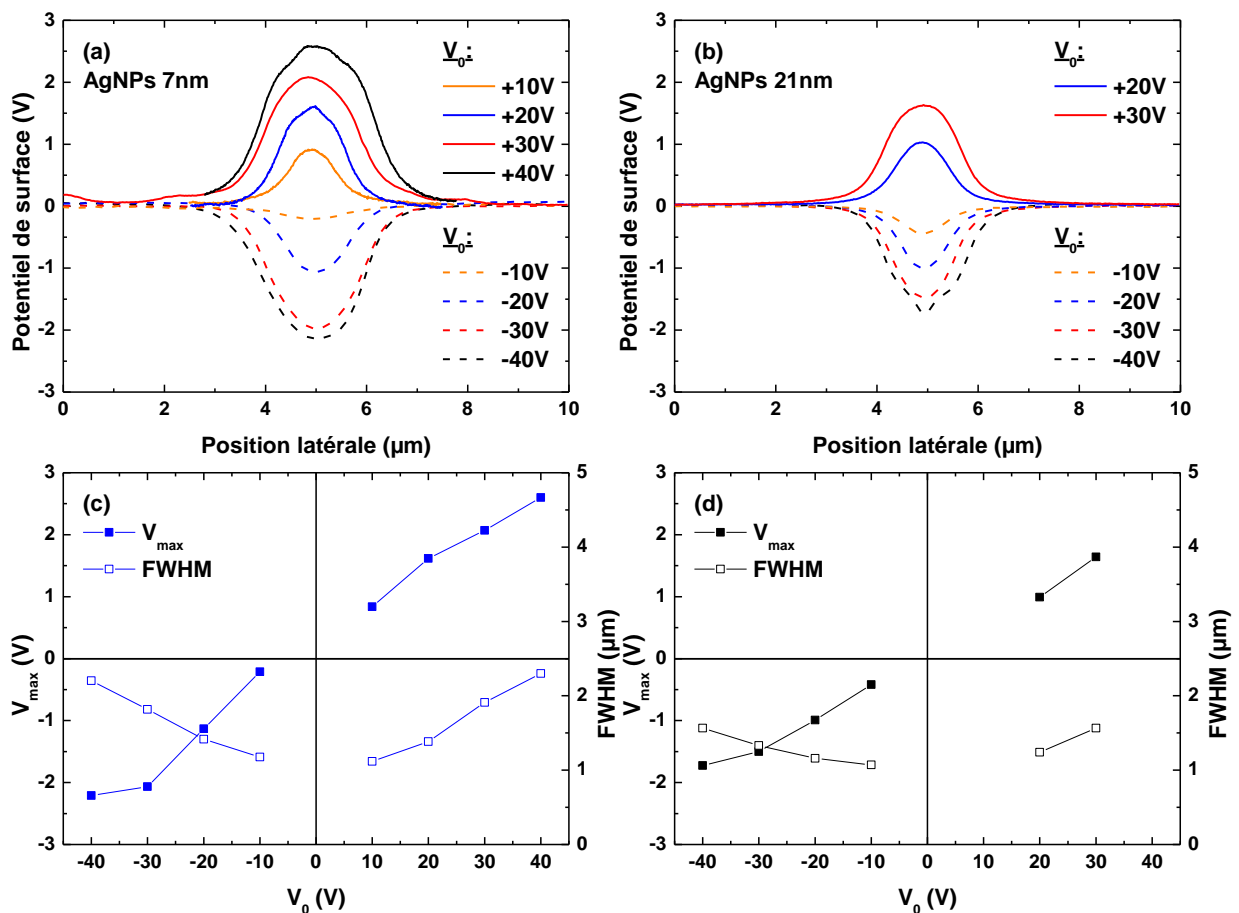 (a)
AgNPs 7nm
V0:
+10V
+20V
+30V
+40V
V0:
-10V
-20V
-30V
-40V
3
2
1
0
-1
-2
-3
Potentiel de surface (V)
0 2 4 6 8 10
Position latérale (µm)
(b)
AgNPs 21nm
V0:
+20V
+30V
V0:
-10V
-20V
-30V
-40V
3
2
1
0
-1
-2
-3
Potentiel de surface (V)
0 2 4 6 8 10
Position latérale (µm)
(c)
Vmax
FWHM
3
2
1
0
-1
-2
-3
Vmax (V)
5
4
3
2
1
0
FWHM (µm)
-40 -30 -20 -10 0 10 20 30 40
V0 (V)
(d)
Vmax
FWHM
3
2
1
0
-1
-2
-3
Vmax (V)
5
4
3
2
1
0
FWHM (µm)
-40 -30 -20 -10 0 10 20 30 40
V0 (V)